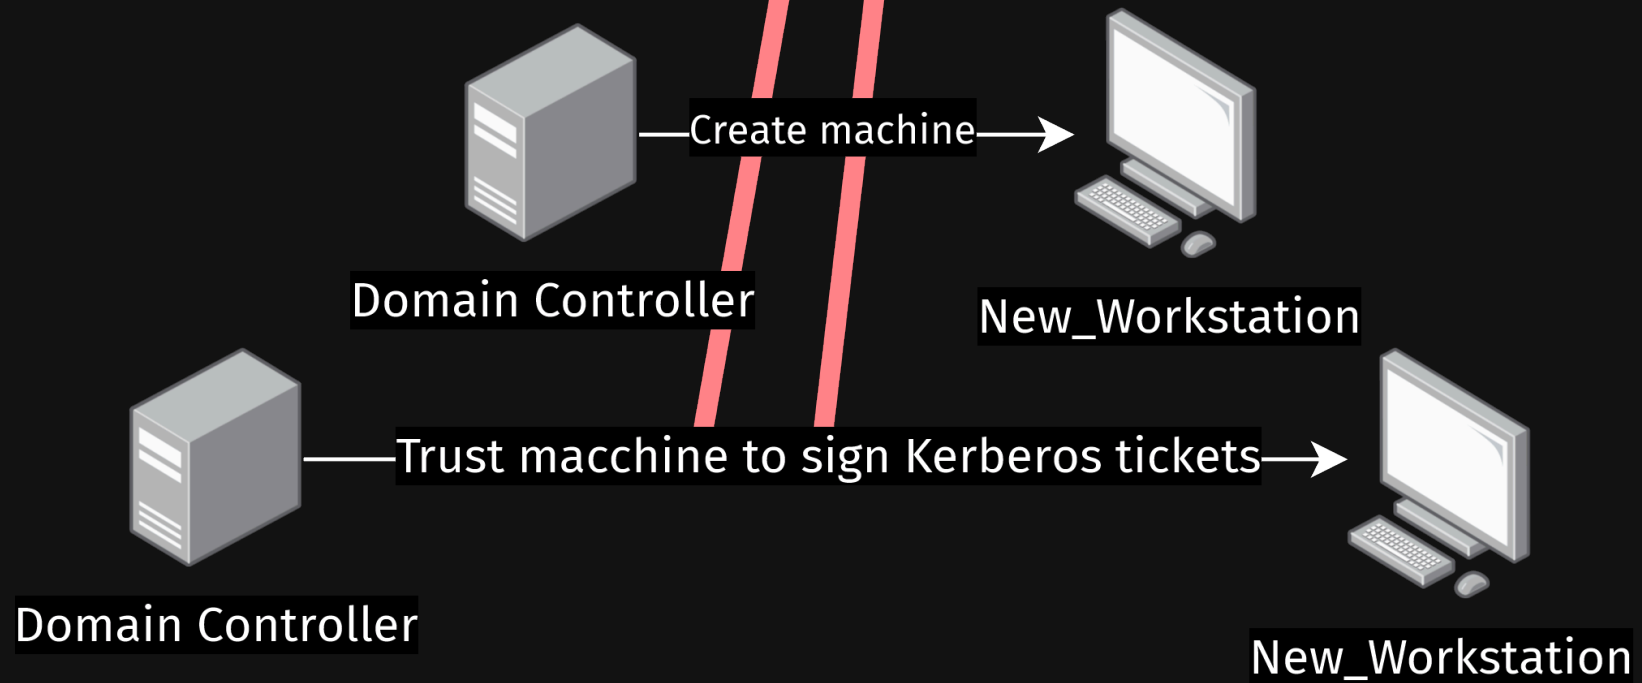 Create machine
Domain Controller
New_Workstation
Trust macchine to sign Kerberos tickets
Domain Controller
New_Workstation